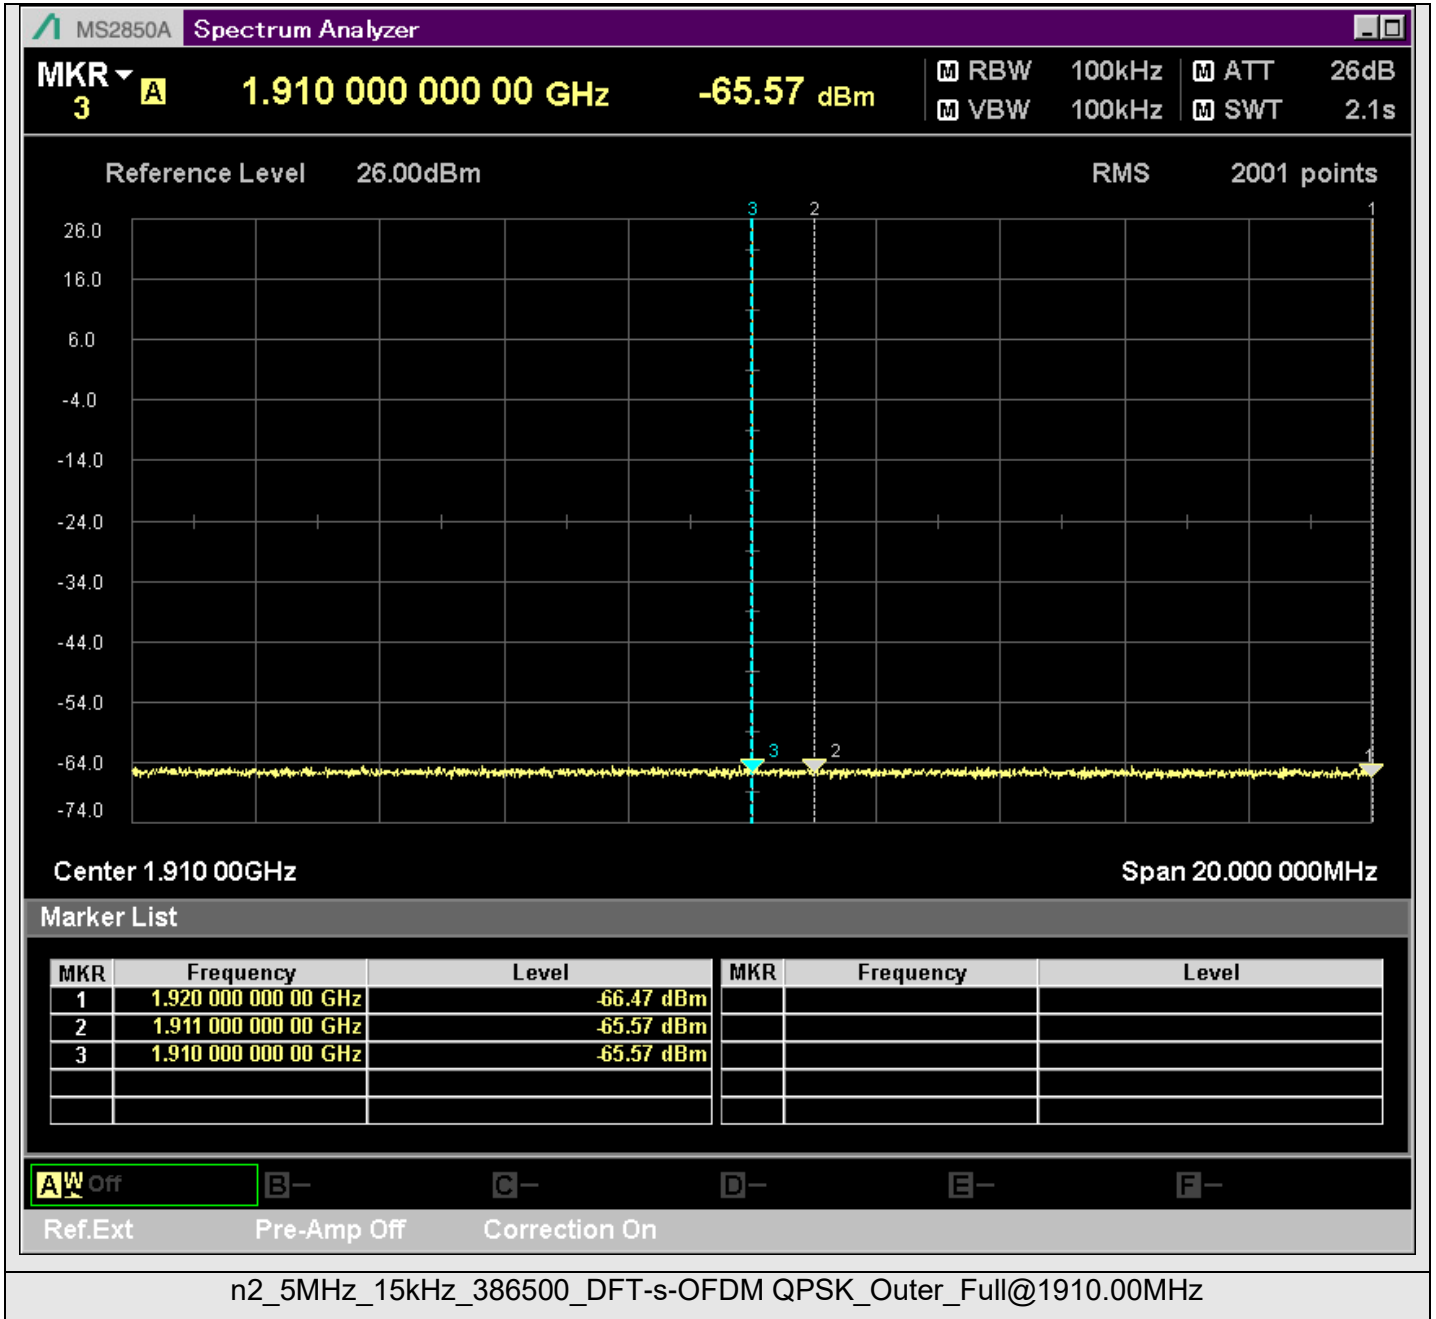 MS2850A Spectrum Analyzer
MKR A 1.910 000 000 00 GHz -65.57 dBm M RBW 100kHz M ATT 26dB
3 M VBW 100kHz M SWT 2.1s
Reference Level 26.00dBm RMS 2001 points
3 2 1
26.0
16.0
6.0
-4.0
-14.0
-24.0
-34.0
-44.0
-54.0
3 2 1
-64.0
-74.0
Center 1.910 00GHz Span 20.000 000MHz
Marker List
MKR Frequency Level MKR Frequency Level
1 1.920 000 000 00 GHz -66.47 dBm
2 1.911 000 000 00 GHz -65.57 dBm
3 1.910 000 000 00 GHz -65.57 dBm
A W Off B – C – D – E – F –
Ref.Ext Pre-Amp Off Correction On
n2_5MHz_15kHz_386500_DFT-s-OFDM QPSK_Outer_Full@1910.00MHz